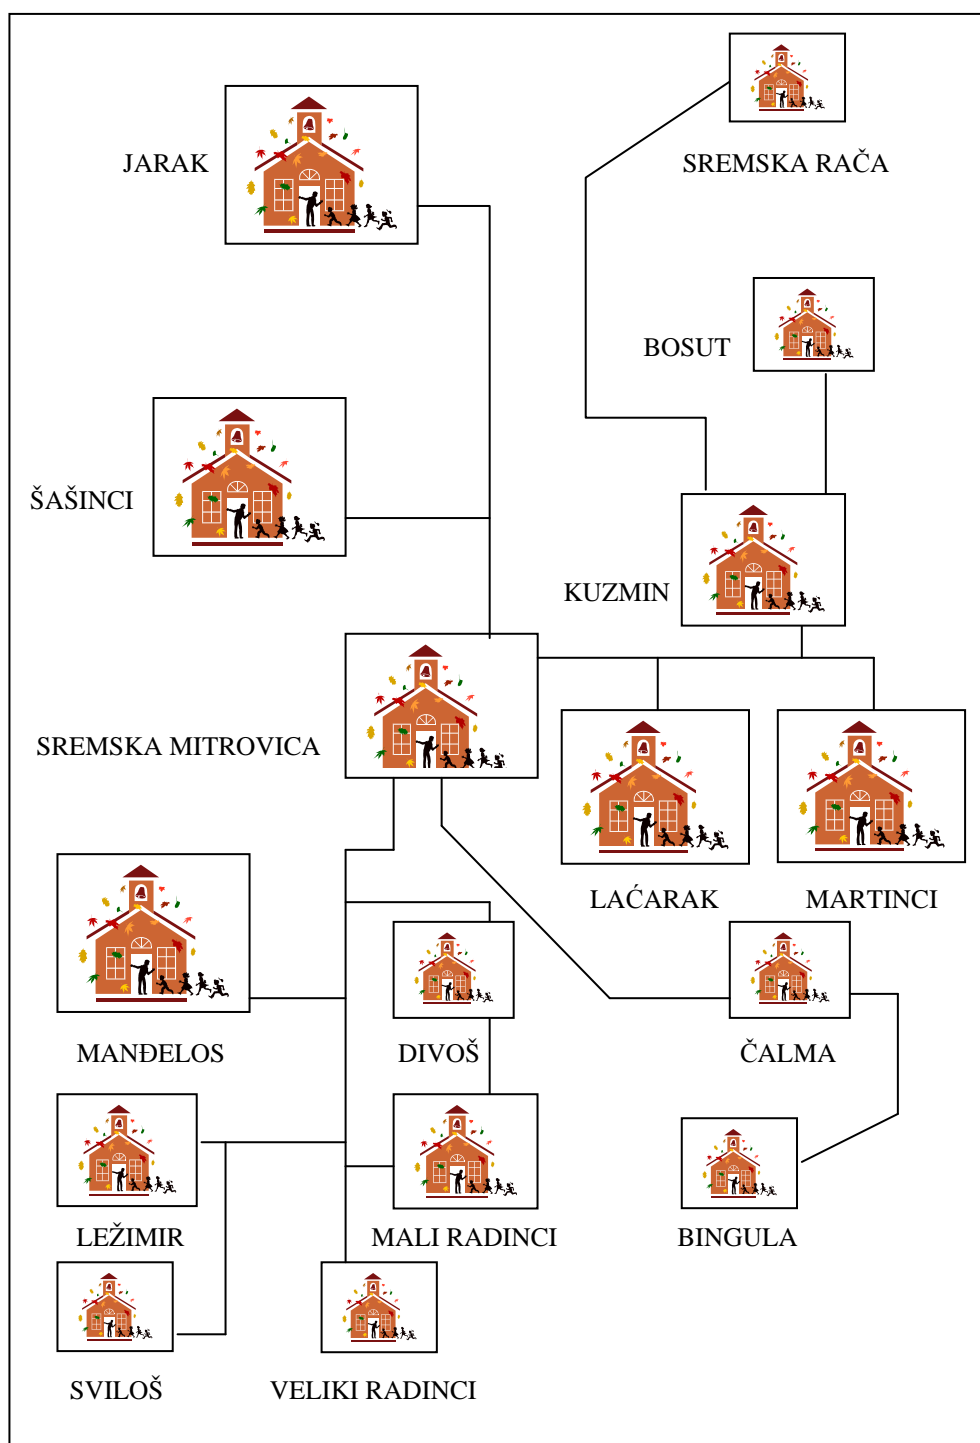 SREMSKA RAČA
JARAK
BOSUT
ŠAŠINCI
KUZMIN
SREMSKA MITROVICA
LAĆARAK
MARTINCI
MANĐELOS
DIVOŠ
ČALMA
LEŽIMIR
MALI RADINCI
BINGULA
SVILOŠ
VELIKI RADINCI